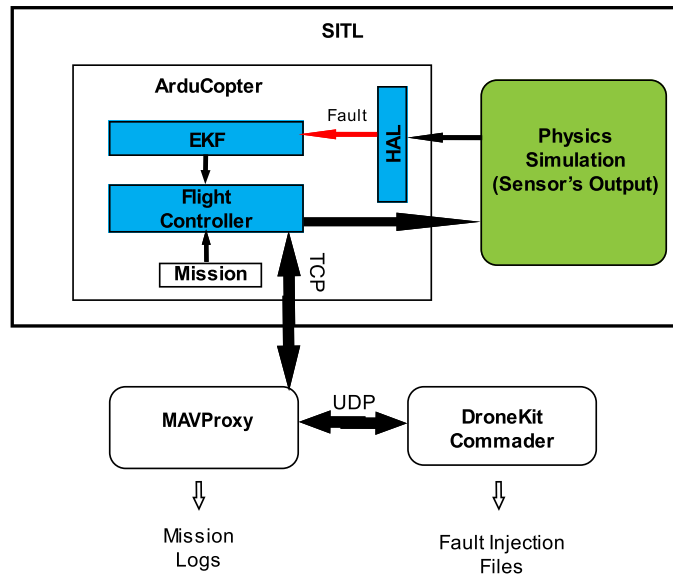 SITL
ArduCopter
Fault
EKF
HAL
Physics
Simulation
(Sensor's Output)
Flight
Controller
Mission
TCP
MAVProxy
UDP
DroneKit
Commader
Mission
Logs
Fault Injection
Files